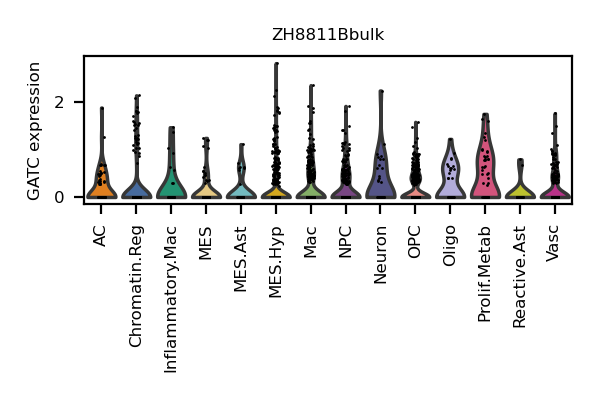 ZH8811Bbulk
GATC expression
2
0
AC
Chromatin.Reg
Inflammatory.Mac
MES
MES.Ast
MES.Hyp
Mac
NPC
Neuron
OPC
Oligo
Prolif.Metab
Reactive.Ast
Vasc